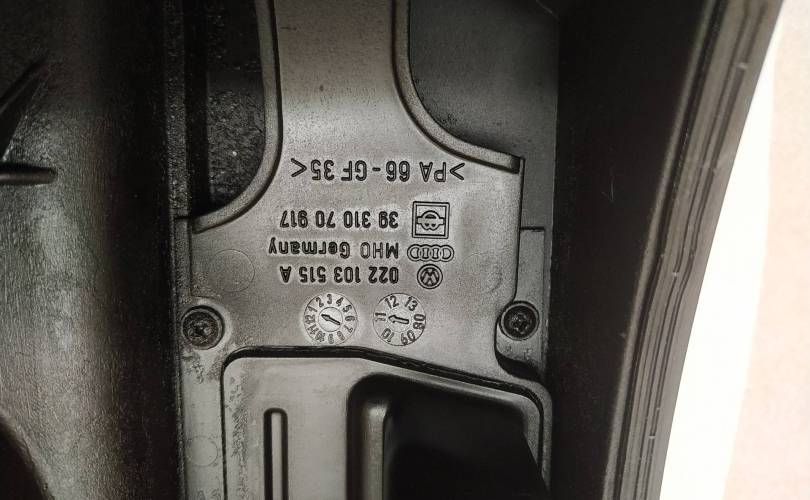 022 103 515 A
MHO Germany
39 310 70 917
>PA 66-GF 35<